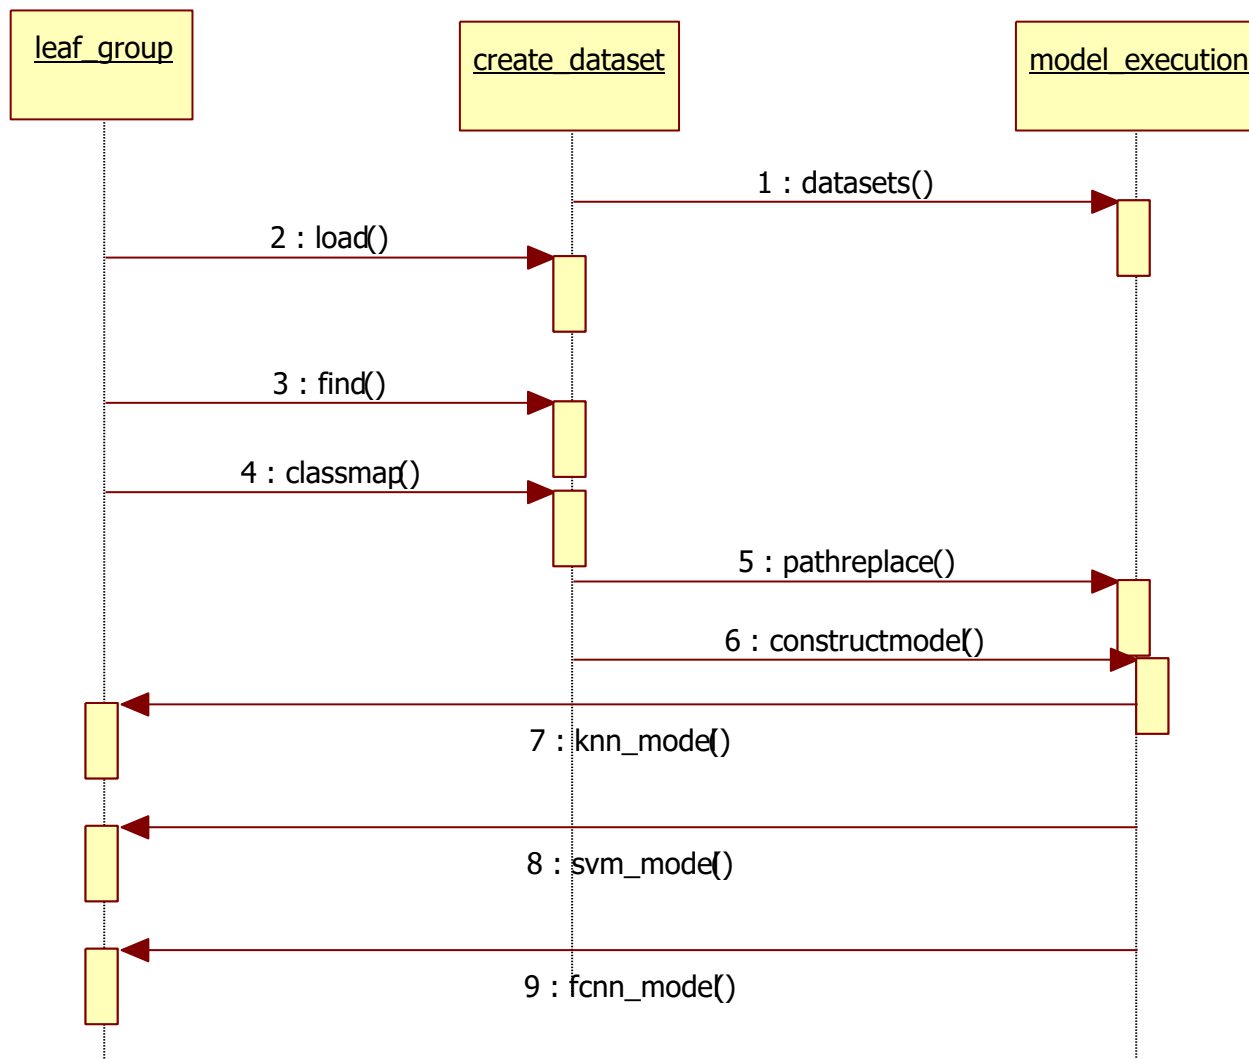 leaf_group
create_dataset
model_execution
1 : datasets()
2 : load()
3 : find()
4 : classmap()
5 : pathreplace()
6 : constructmodel()
7 : knn_model()
8 : svm_model()
9 : fcnn_model()